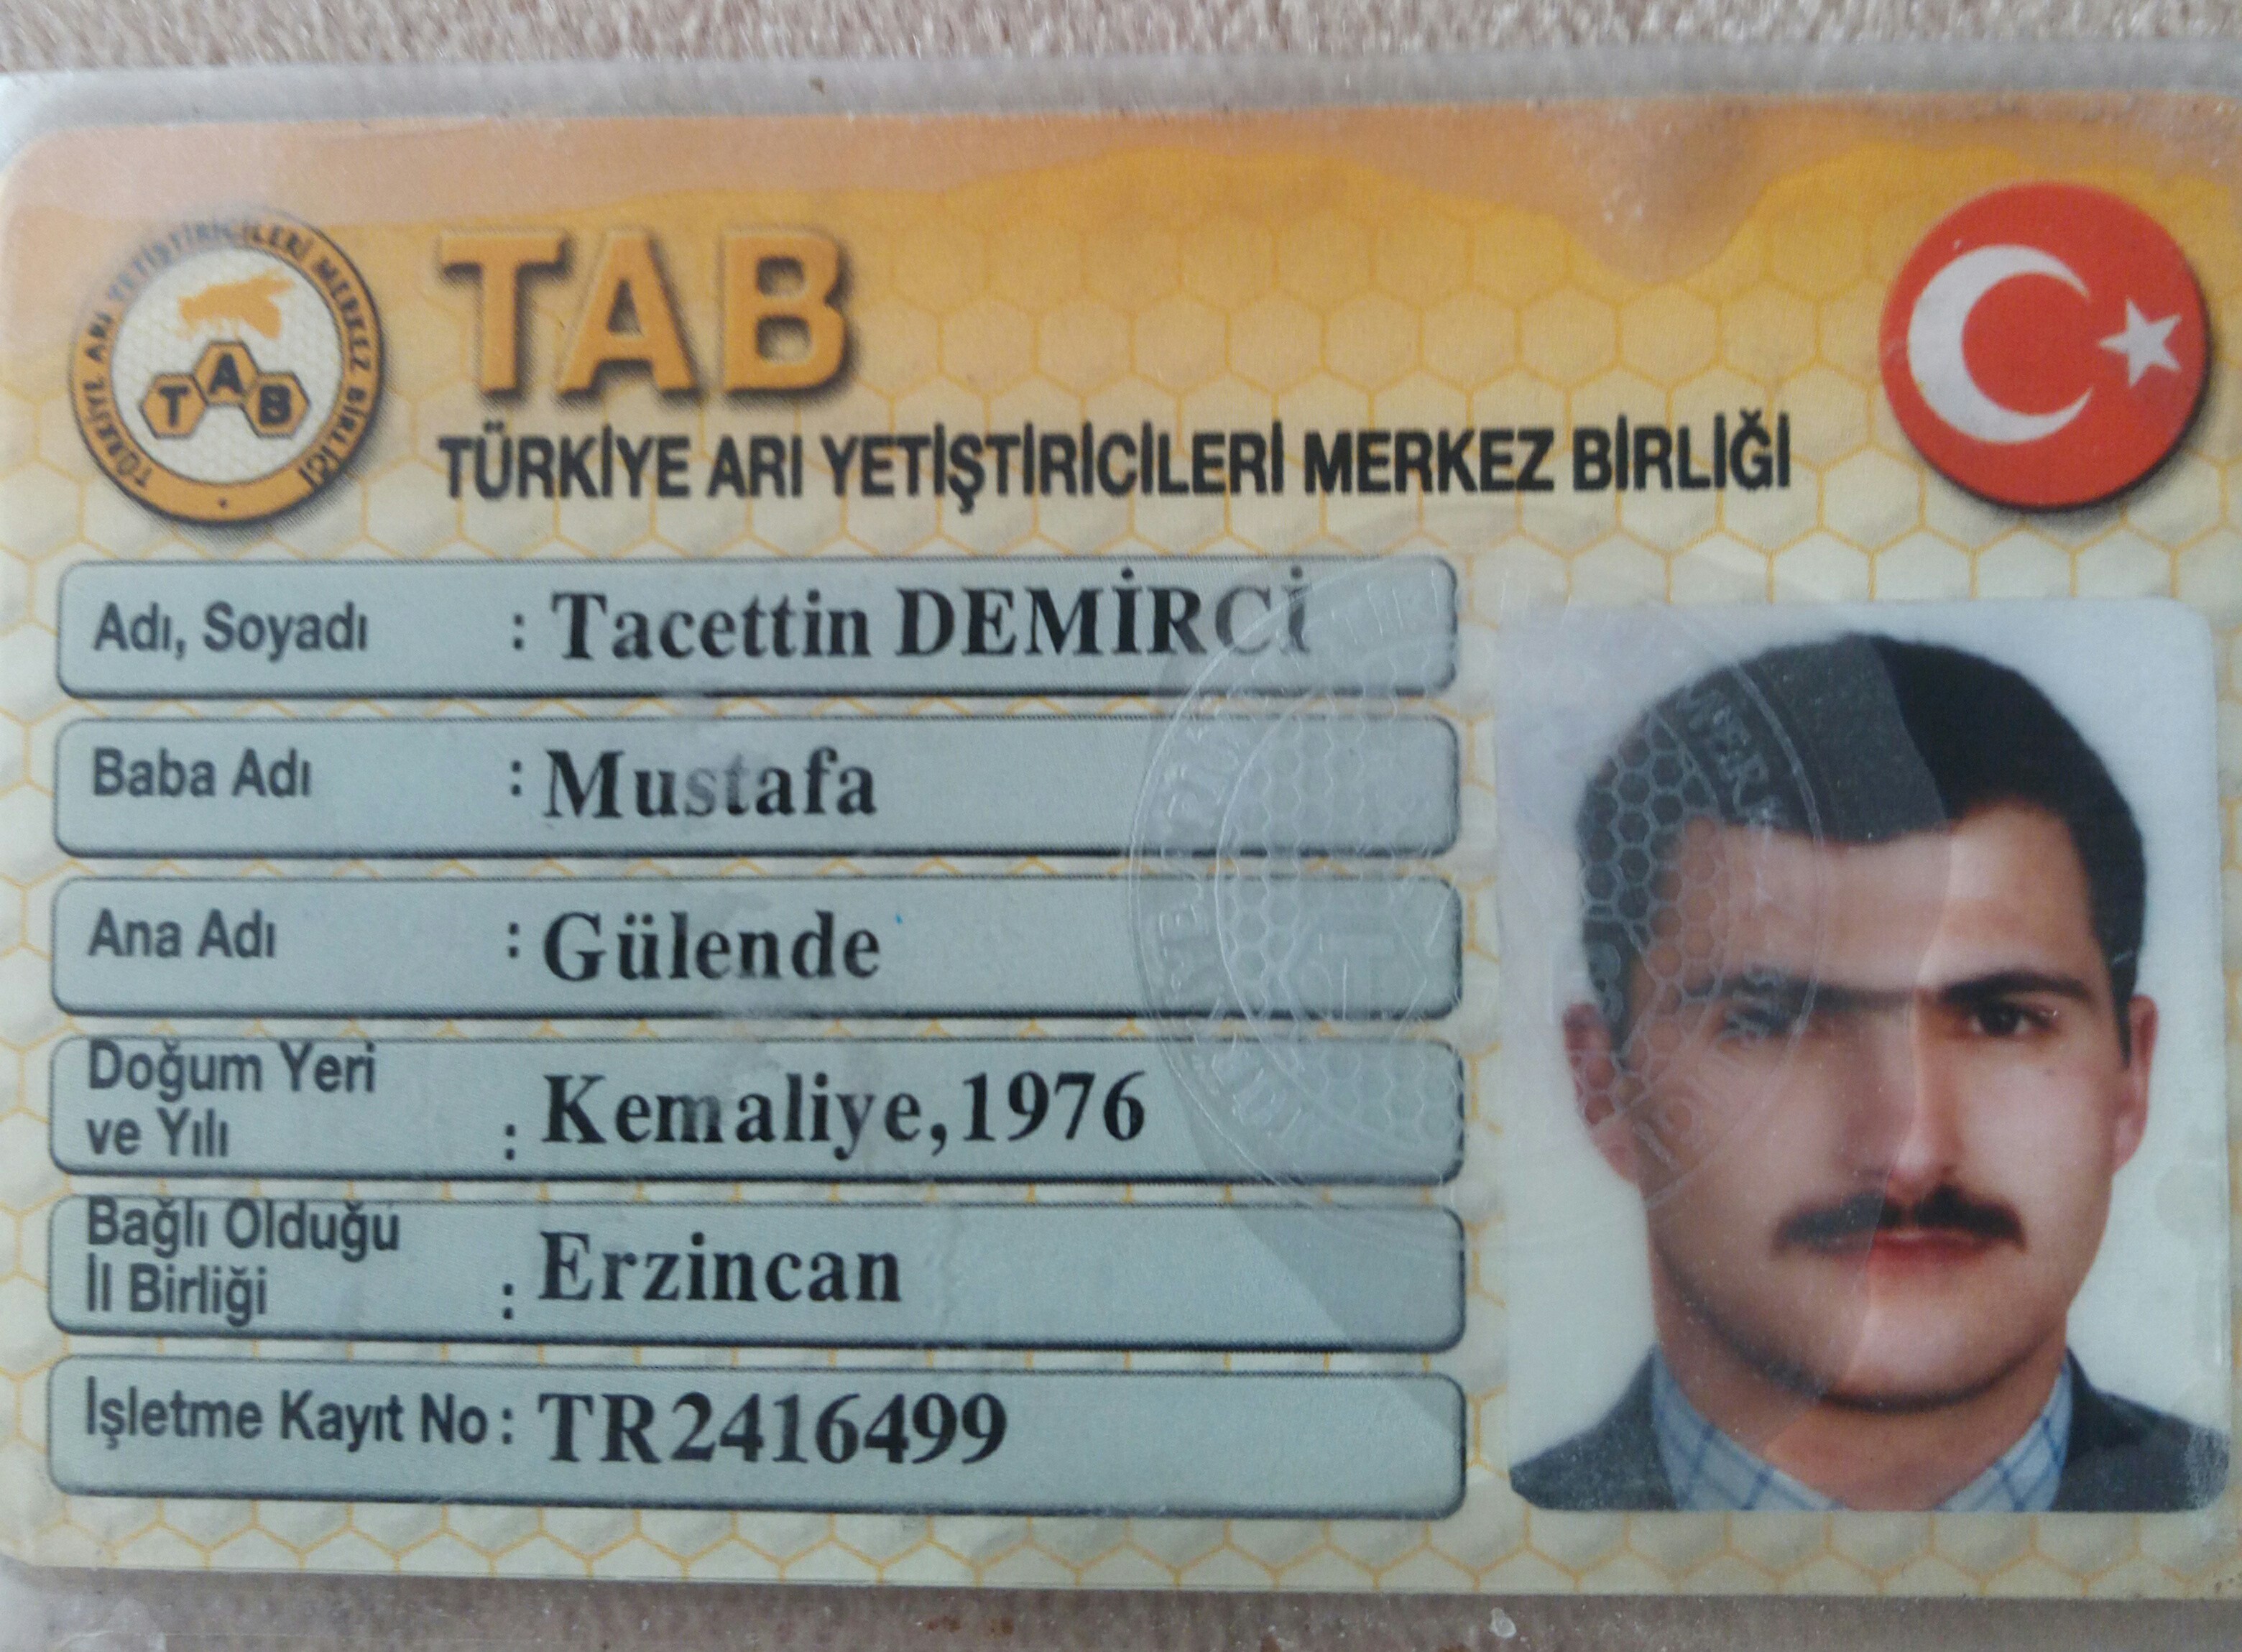 TÜRKİYE ARI YETİŞTİRİCİLERİ MERKEZ BİRLİĞİ
TAB
TAB
TÜRKİYE ARI YETİŞTİRİCİLERİ MERKEZ BİRLİĞİ
Adı, Soyadı : Tacettin DEMİRCİ
Baba Adı : Mustafa
Ana Adı : Gülende
Doğum Yeri
ve Yılı : Kemaliye,1976
Bağlı Olduğu
İl Birliği : Erzincan
İşletme Kayıt No : TR2416499